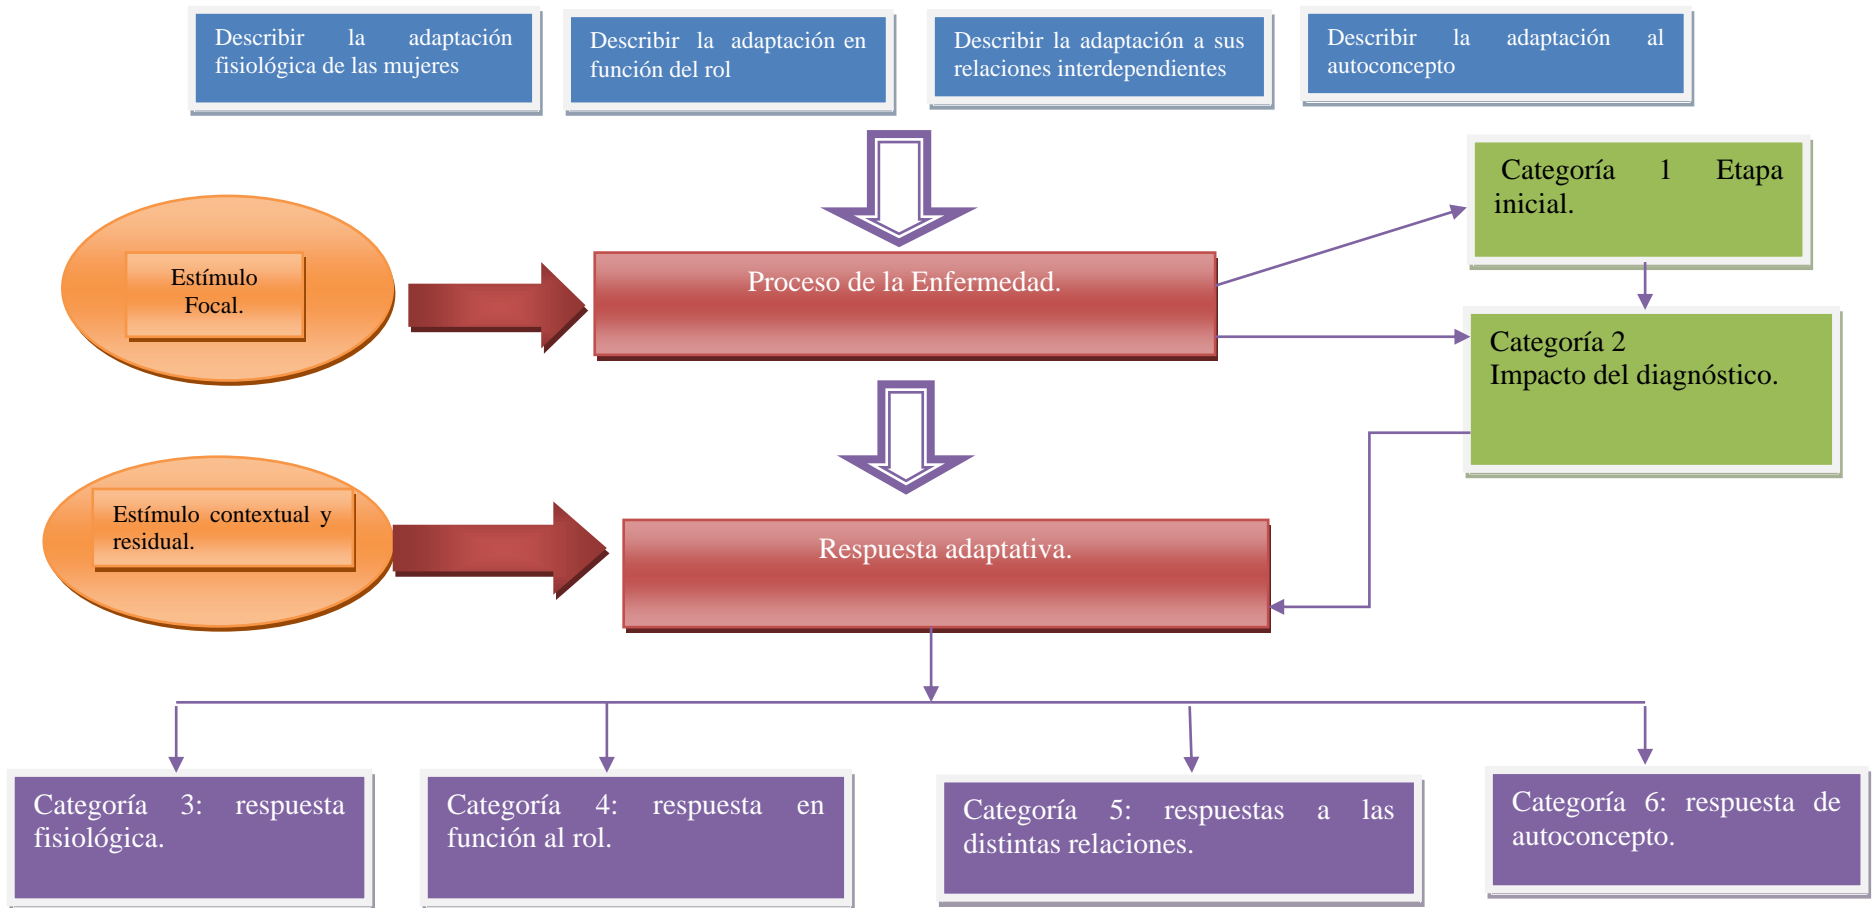 Describir la adaptación
fisiológica de las mujeres
Describir la adaptación en
función del rol
Describir la adaptación a sus
relaciones interdependientes
Describir la adaptación al
autoconcepto
Categoría 1 Etapa
inicial.
Estímulo
Focal.
Proceso de la Enfermedad.
Categoría 2
Impacto del diagnóstico.
Estímulo contextual y
residual.
Respuesta adaptativa.
Categoría 3: respuesta
fisiológica.
Categoría 4: respuesta en
función al rol.
Categoría 5: respuestas a las
distintas relaciones.
Categoría 6: respuesta de
autoconcepto.